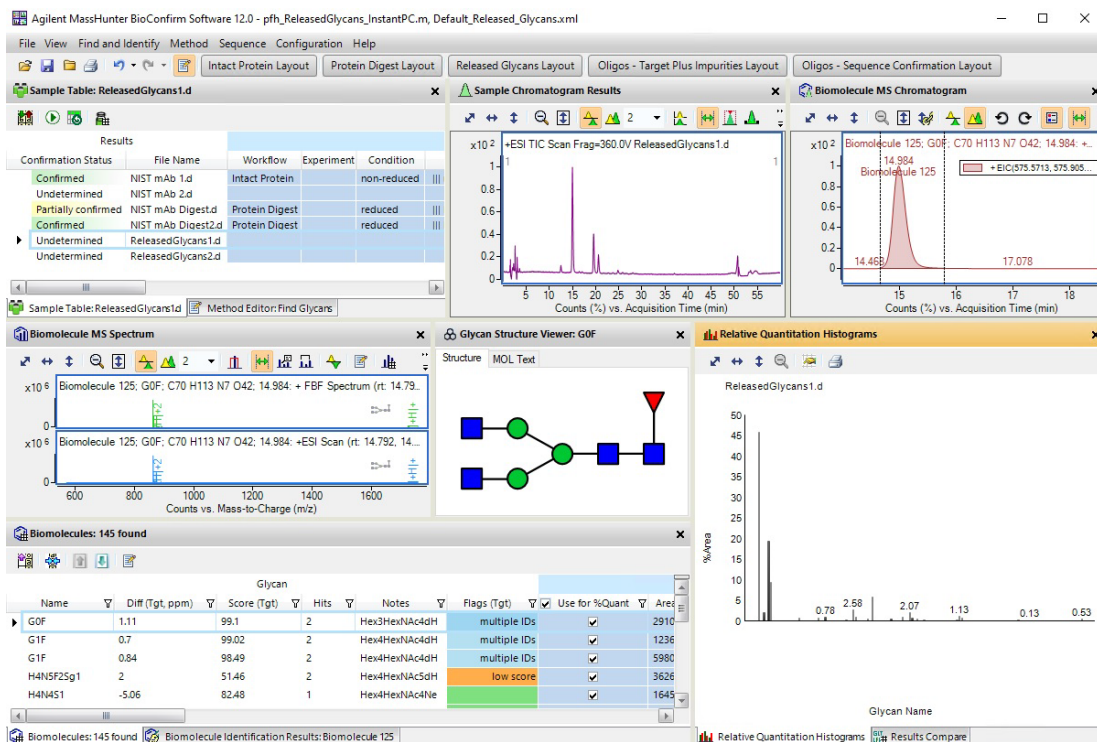 Agilent MassHunter BioConfirm Software 12.0 - pfh_ReleasedGlycans_InstantPC.m, Default_Released_Glycans.xml
File View Find and Identify Method Sequence Configuration Help
Intact Protein Layout Protein Digest Layout Released Glycans Layout Oligos - Target Plus Impurities Layout Oligos - Sequence Confirmation Layout
Sample Table: ReleasedGlycans1.d
Results
Confirmation Status File Name Workflow Experiment Condition
Confirmed NIST mAb 1.d Intact Protein non-reduced
Undetermined NIST mAb 2.d
Partially confirmed NIST mAb Digest.d Protein Digest reduced
Confirmed NIST mAb Digest2.d Protein Digest reduced
Undetermined ReleasedGlycans1.d
Undetermined ReleasedGlycans2.d
Sample Table: ReleasedGlycans1.d Method Editor: Find Glycans
Sample Chromatogram Results
2
x10 2 +ESI TIC Scan Frag=360.0V ReleasedGlycans1.d
1 1
1
0.8
0.6
0.4
0.2
0
5 10 15 20 25 30 35 40 45 50 55
Counts (%) vs. Acquisition Time (min)
Biomolecule MS Chromatogram
x10 2 Biomolecule 125; G0F; C70 H113 N7 O42; 14.984: +...
14.984
Biomolecule 125
+ EIC(575.5713, 575.905...
1
0.8
0.6
0.4
0.2
0
14.468 17.078
15 16 17 18
Counts (%) vs. Acquisition Time (min)
Biomolecule MS Spectrum
2
x10 6 Biomolecule 125; G0F; C70 H113 N7 O42; 14.984: + FBF Spectrum (rt: 14.79...
0
x10 6 Biomolecule 125; G0F; C70 H113 N7 O42; 14.984: +ESI Scan (rt: 14.792, 14...
0
600 800 1000 1200 1400 1600
Counts vs. Mass-to-Charge (m/z)
Glycan Structure Viewer: G0F
Structure MOL Text
Relative Quantitation Histograms
ReleasedGlycans1.d
50
45
40
35
30
25
20
15
10
5
0
%Area
0.78 2.58 2.07 1.13 0.13 0.53
Glycan Name
Relative Quantitation Histograms Results Compare
Biomolecules: 145 found
Glycan
Name Diff (Tgt, ppm) Score (Tgt) Hits Notes Flags (Tgt) Use for %Quant Area
G0F 1.11 99.1 2 Hex3HexNAc4dH multiple IDs 2910
G1F 0.7 99.02 2 Hex4HexNAc4dH multiple IDs 1236
G1F 0.84 98.49 2 Hex4HexNAc4dH multiple IDs 5980
H4N5F2Sg1 2 51.46 2 Hex4HexNAc5dH low score 3626
H4N4S1 -5.06 82.48 1 Hex4HexNAc4Ne 1645
Biomolecules: 145 found Biomolecule Identification Results: Biomolecule 125